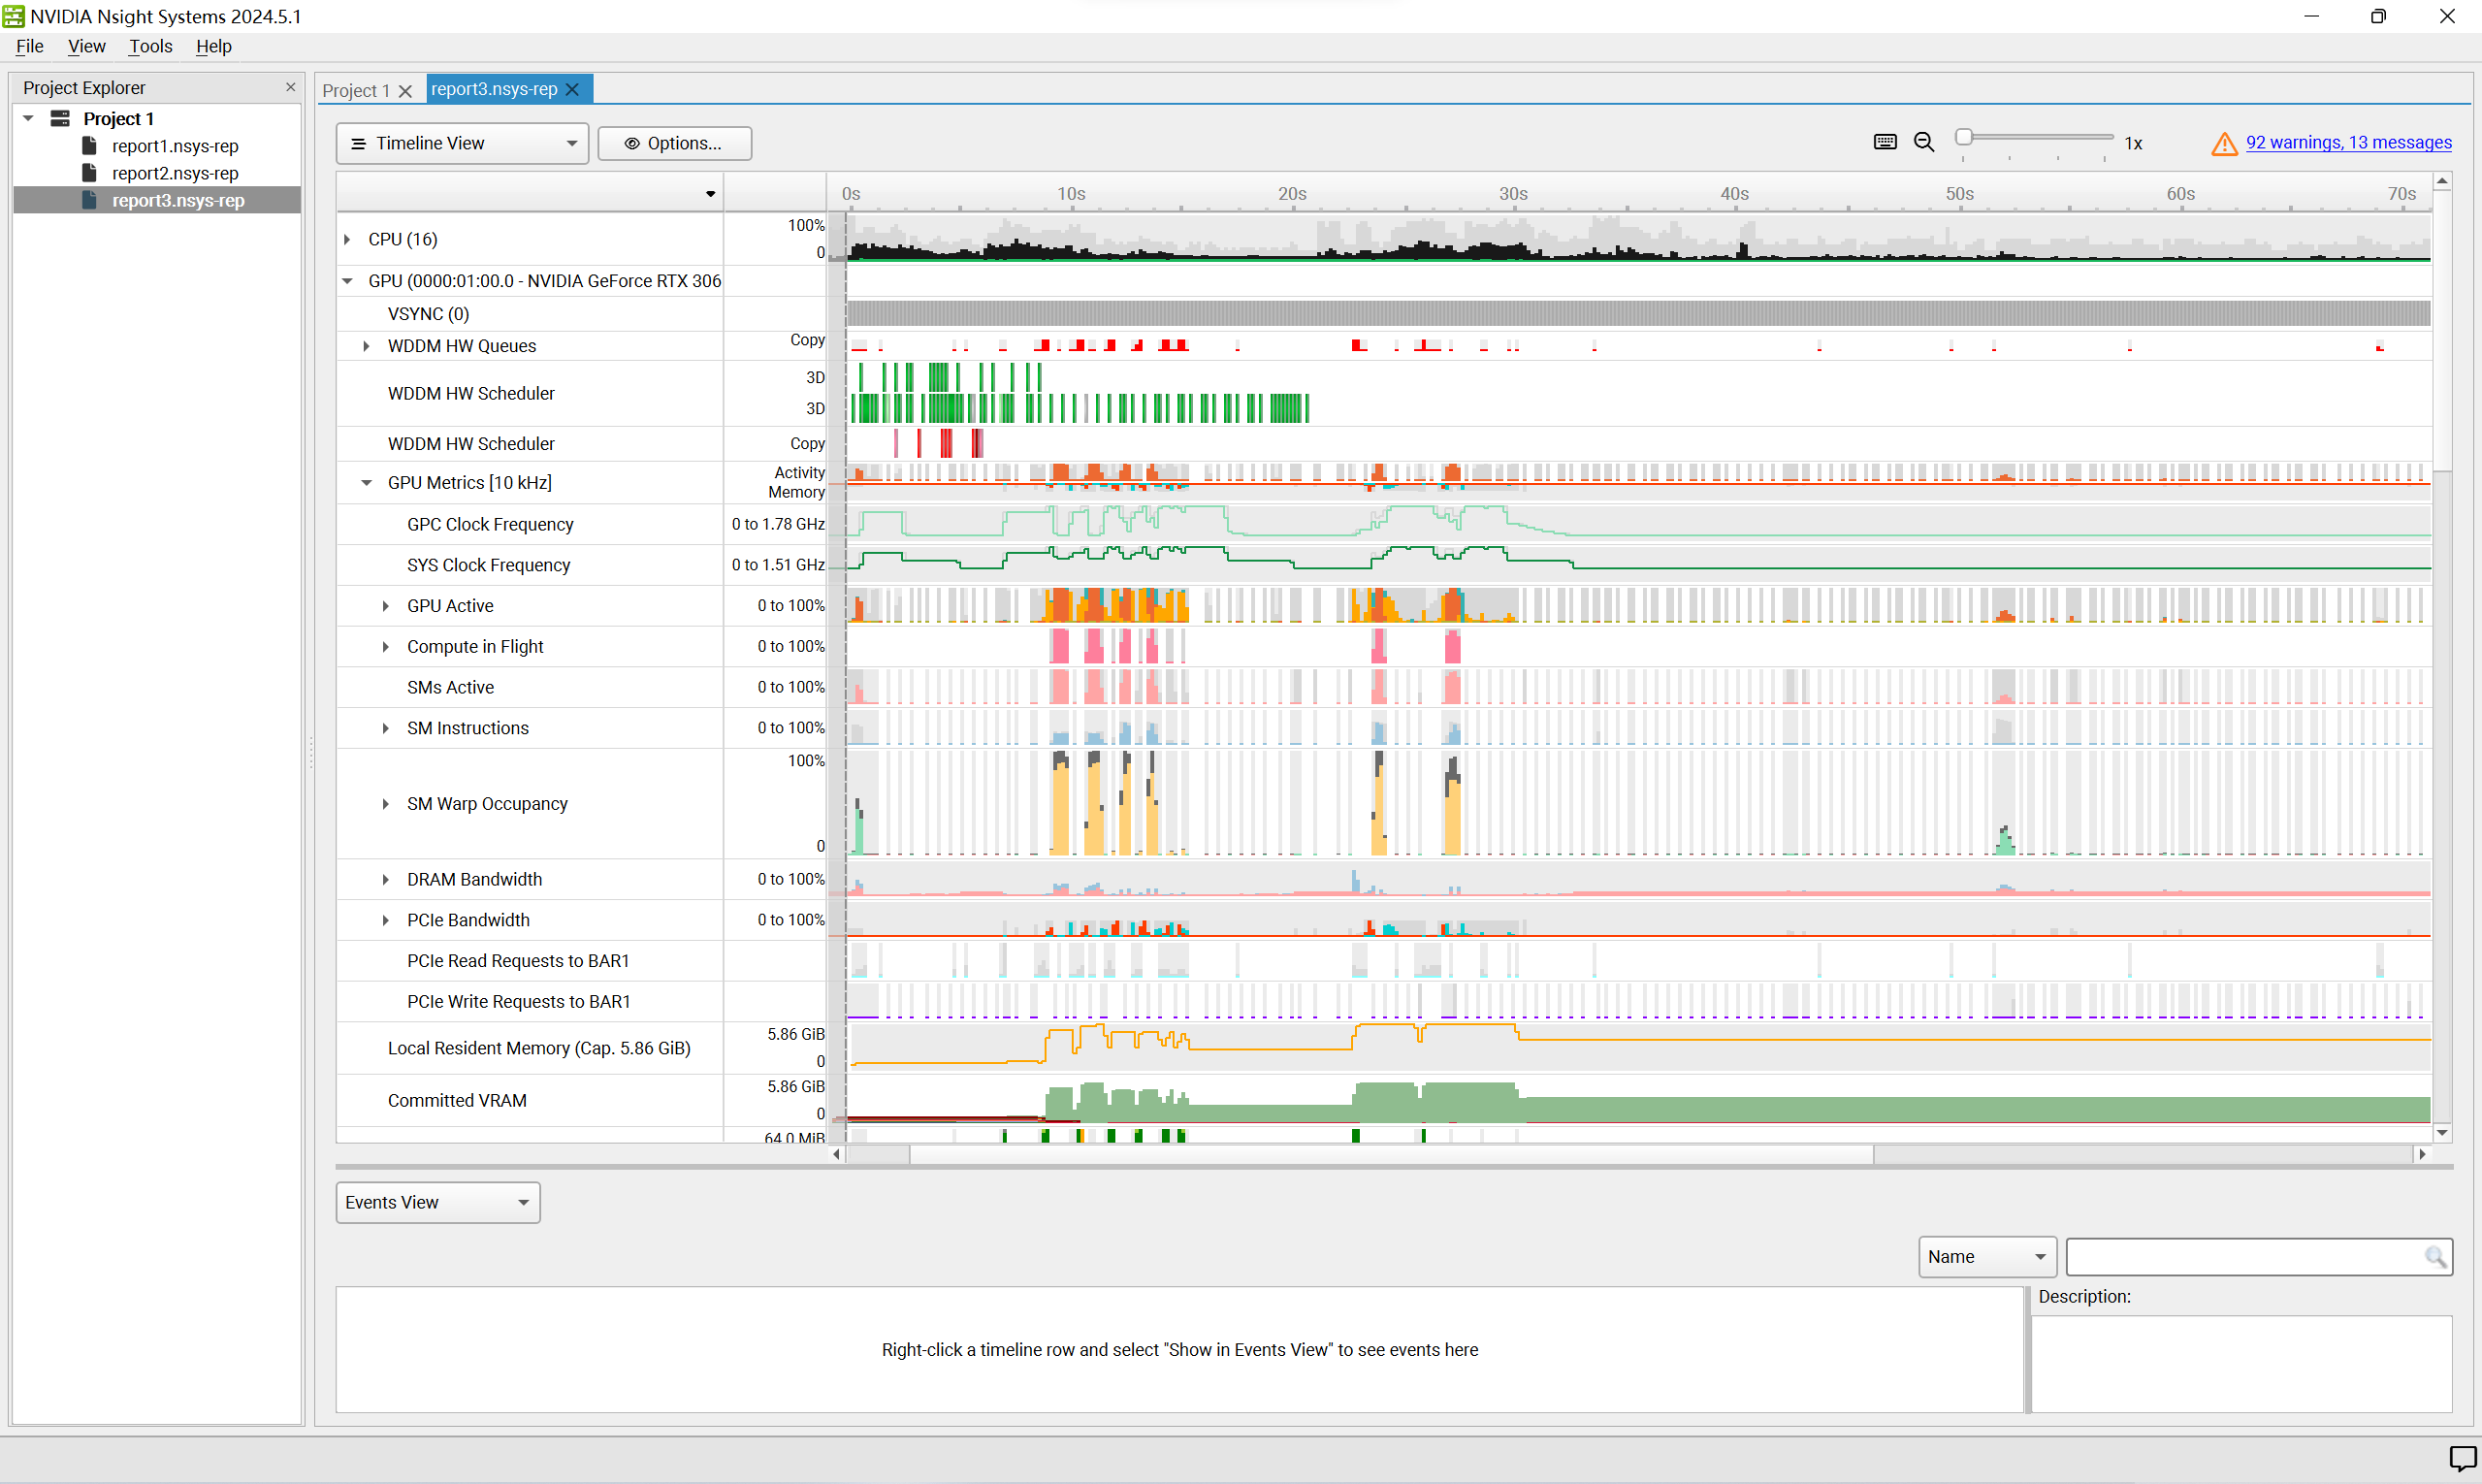 NVIDIA Nsight Systems 2024.5.1
File View Tools Help
Project Explorer
Project 1
report1.nsys-rep
report2.nsys-rep
report3.nsys-rep
Project 1
report3.nsys-rep
Timeline View
Options...
1x
92 warnings, 13 messages
0s 10s 20s 30s 40s 50s 60s 70s
CPU (16) 100% 0
GPU (0000:01:00.0 - NVIDIA GeForce RTX 306
VSYNC (0)
WDDM HW Queues Copy
WDDM HW Scheduler 3D 3D
WDDM HW Scheduler Copy
GPU Metrics [10 kHz] Activity Memory
GPC Clock Frequency 0 to 1.78 GHz
SYS Clock Frequency 0 to 1.51 GHz
GPU Active 0 to 100%
Compute in Flight 0 to 100%
SMs Active 0 to 100%
SM Instructions 0 to 100%
SM Warp Occupancy 100% 0
DRAM Bandwidth 0 to 100%
PCIe Bandwidth 0 to 100%
PCIe Read Requests to BAR1
PCIe Write Requests to BAR1
Local Resident Memory (Cap. 5.86 GiB) 5.86 GiB 0
Committed VRAM 5.86 GiB 0
64.0 MiB
Events View
Name
Description:
Right-click a timeline row and select "Show in Events View" to see events here